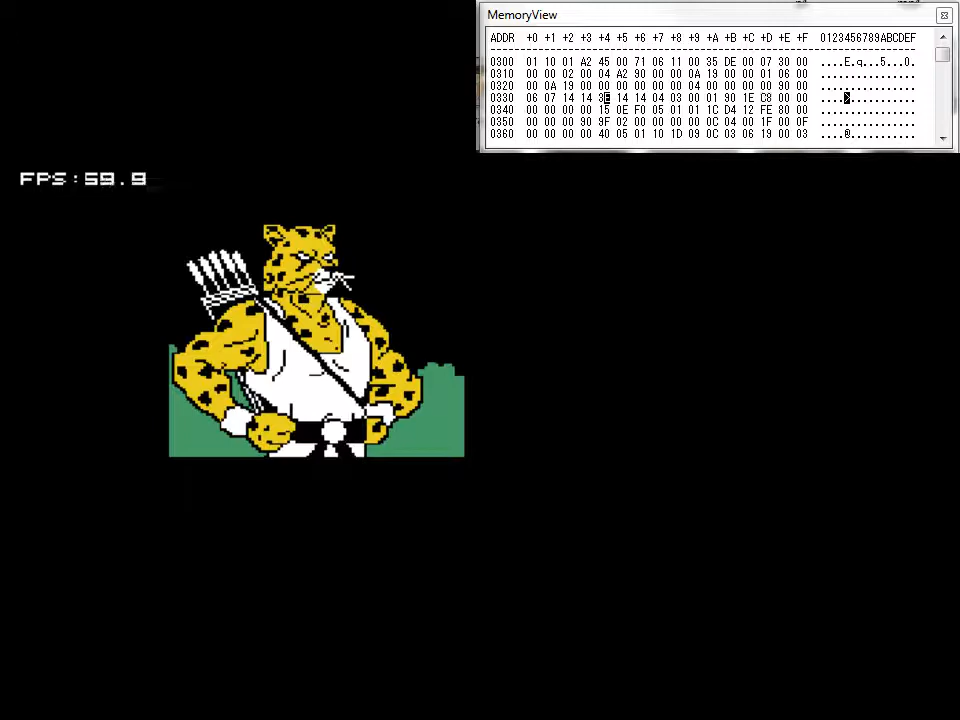 MemoryView
ADDR +0 +1 +2 +3 +4 +5 +6 +7 +8 +9 +A +B +C +D +E +F 0123456789ABCDEF
0300 01 10 01 A2 45 00 71 06 11 00 35 DE 00 07 30 00 ....E.q...5...0.
0310 00 00 02 00 04 A2 90 00 00 0A 19 00 00 01 06 00 ................
0320 00 0A 19 00 00 00 00 00 04 06 00 00 00 00 90 00 ................
0330 06 07 14 14 3E 14 14 04 03 00 01 90 1E C8 00 00 ....>...........
0340 00 00 00 00 15 0E F0 05 01 01 1C D4 12 FE 80 00 ................
0350 00 00 00 90 9F 02 00 00 00 0C 04 00 1F 00 0F ................
0360 00 00 00 00 40 05 01 10 1D 09 0C 03 06 19 00 03 ....@...........
FPS:59.9